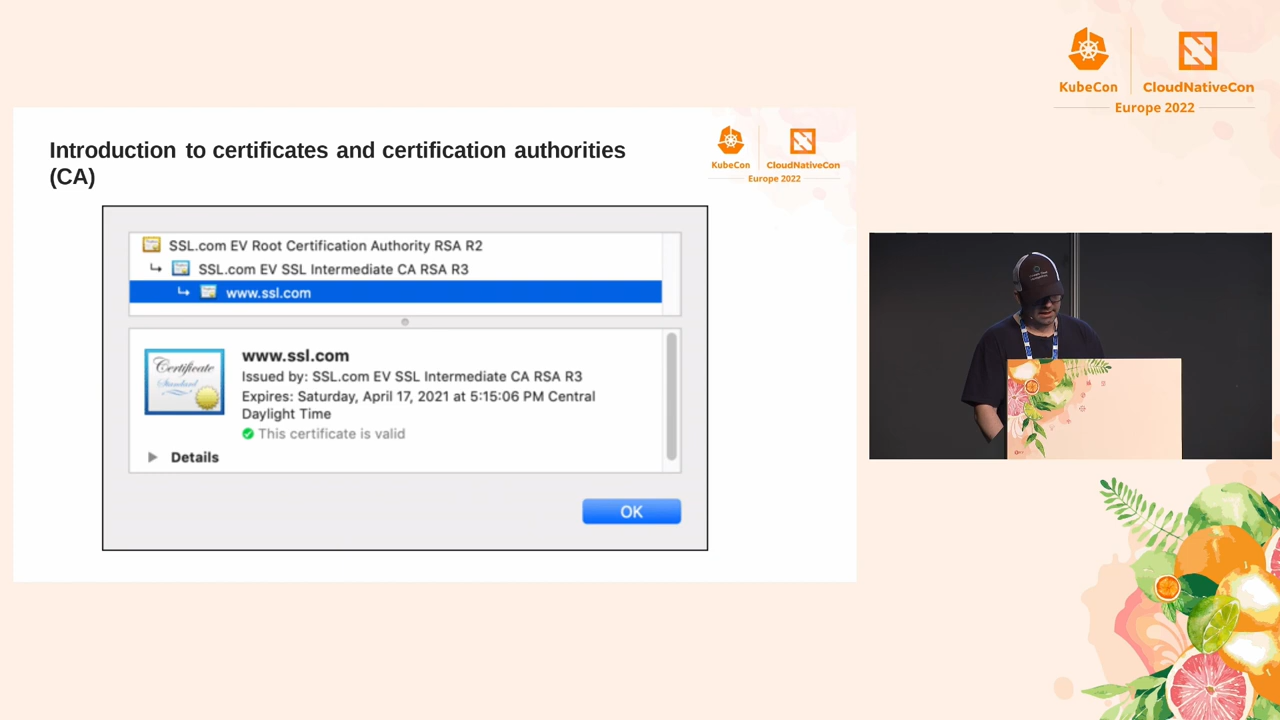 KubeCon
CloudNativeCon
Europe 2022
Introduction to certificates and certification authorities
(CA)
KubeCon
CloudNativeCon
Europe 2022
SSL.com EV Root Certification Authority RSA R2
SSL.com EV SSL Intermediate CA RSA R3
www.ssl.com
Certificate
Standard
www.ssl.com
Issued by: SSL.com EV SSL Intermediate CA RSA R3
Expires: Saturday, April 17, 2021 at 5:15:06 PM Central
Daylight Time
This certificate is valid
Details
OK